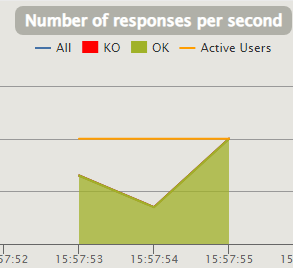 Number of responses per second
All KO OK Active Users
57:52 15:57:53 15:57:54 15:57:55 15